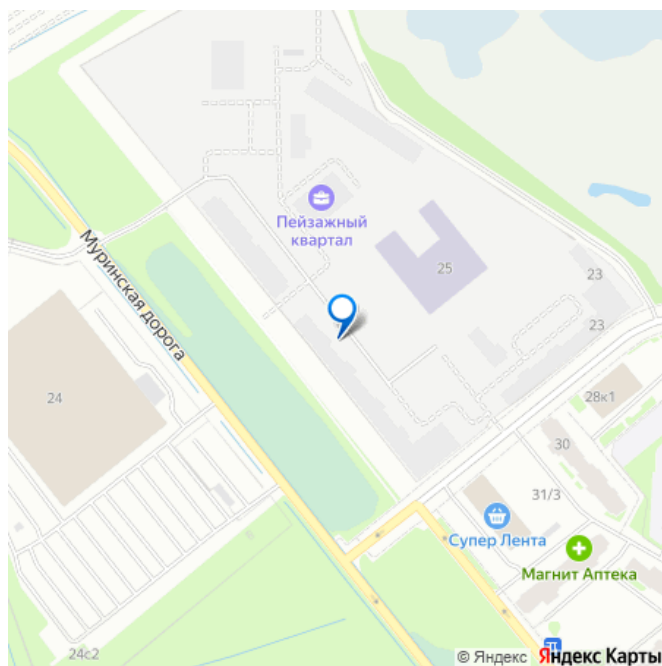 Пейзажный
квартал
25
23
23
Муринская дорога
24
28к1
30
31/3
Супер Лента
Магнит Аптека
24с2
© Яндекс Яндекс Карты